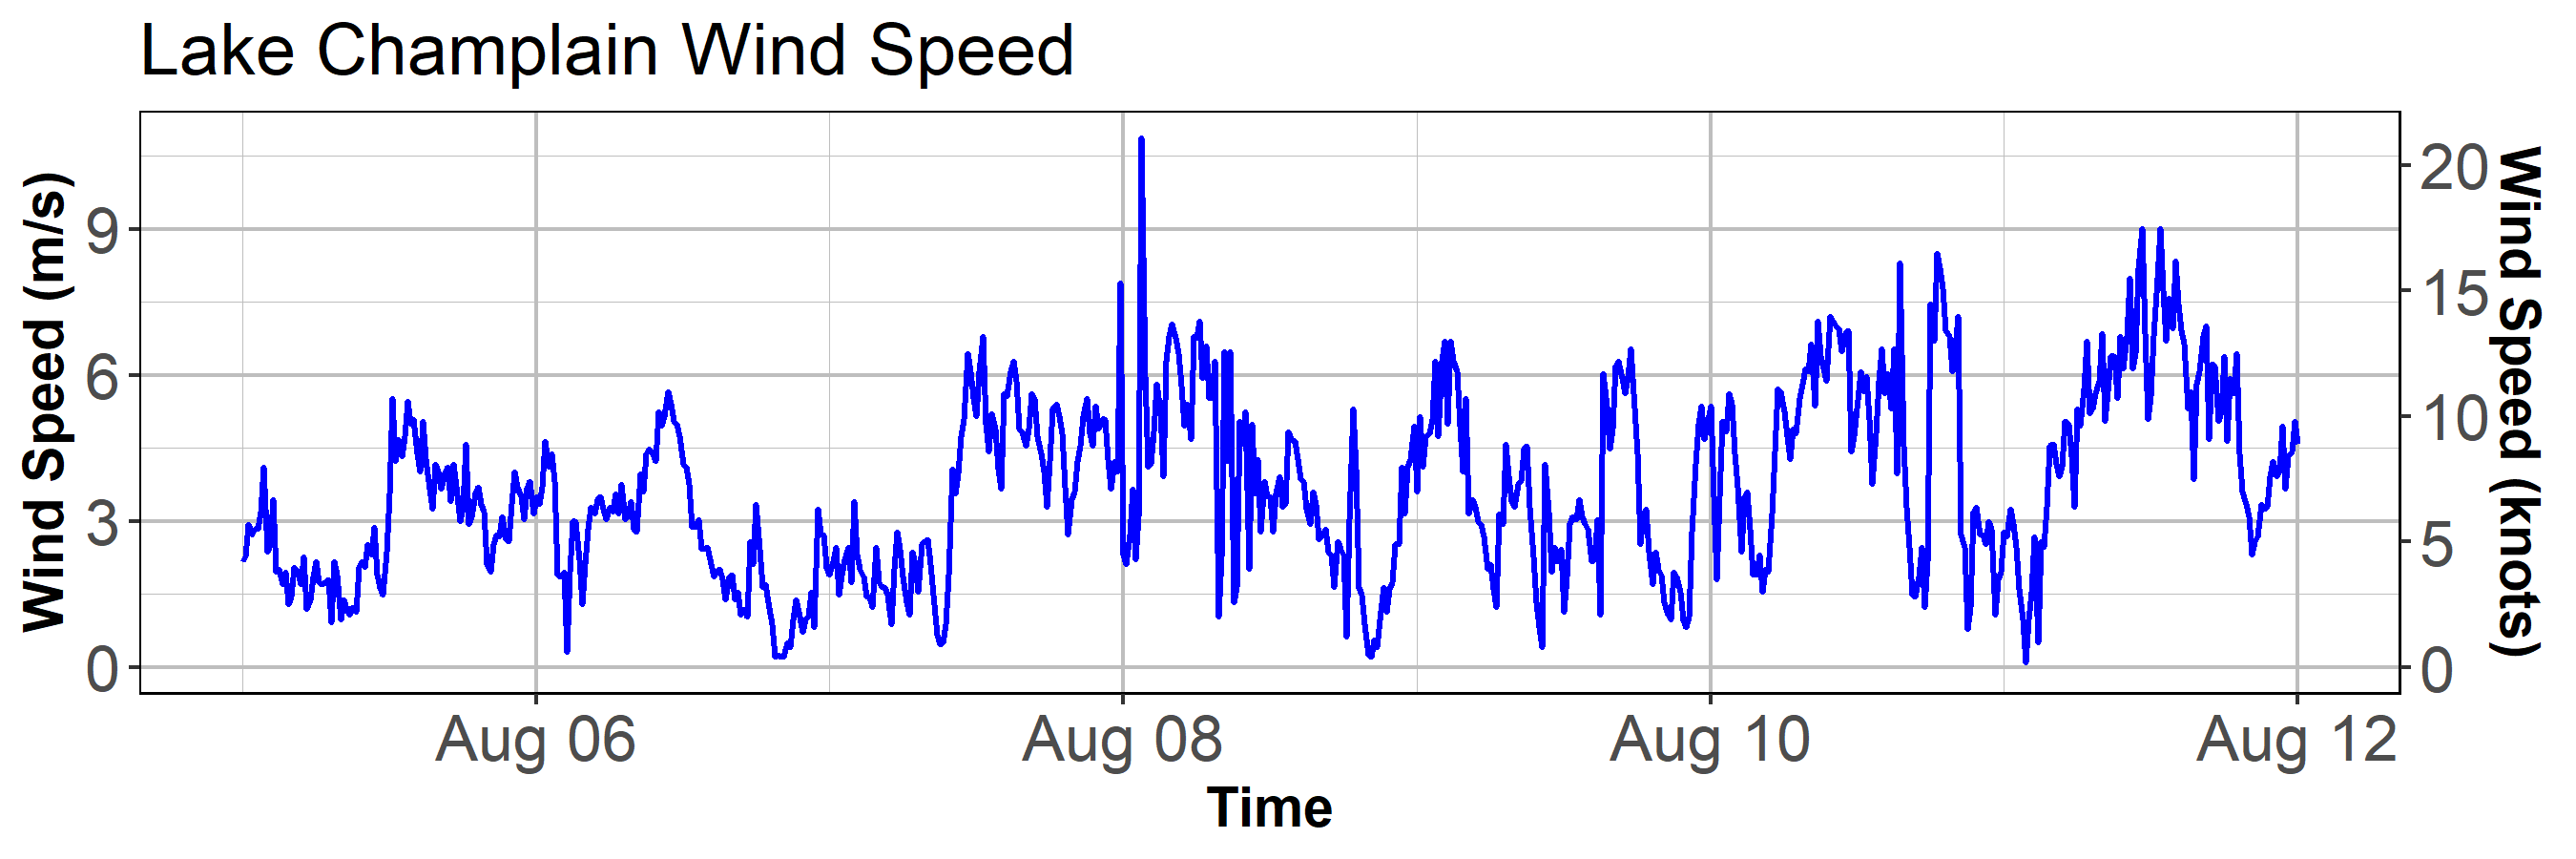 Lake Champlain Wind Speed
Wind Speed (m/s)
9
6
3
0
20
15
10
5
0
Wind Speed (knots)
Aug 06
Aug 08
Aug 10
Aug 12
Time